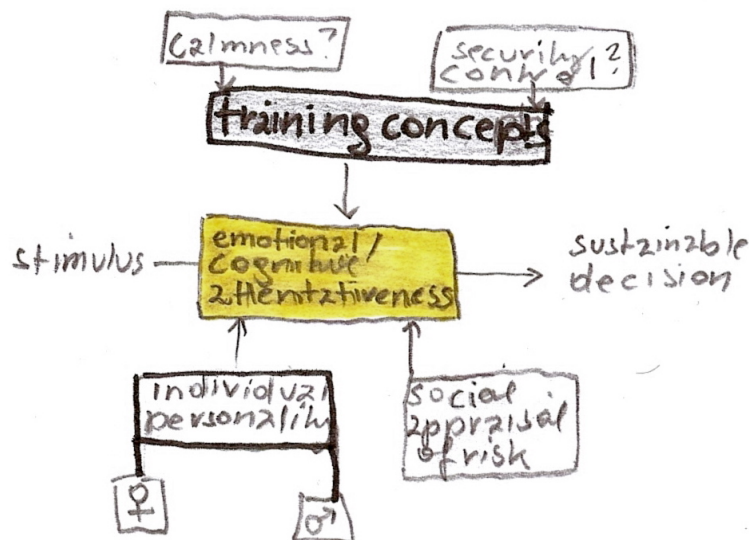 calmness?
security
control?
training concepts
stimulus
emotional/
cognitive
attentativeness
sustainable
decision
individual
personality
social
appraisal
of risk
♀
♂